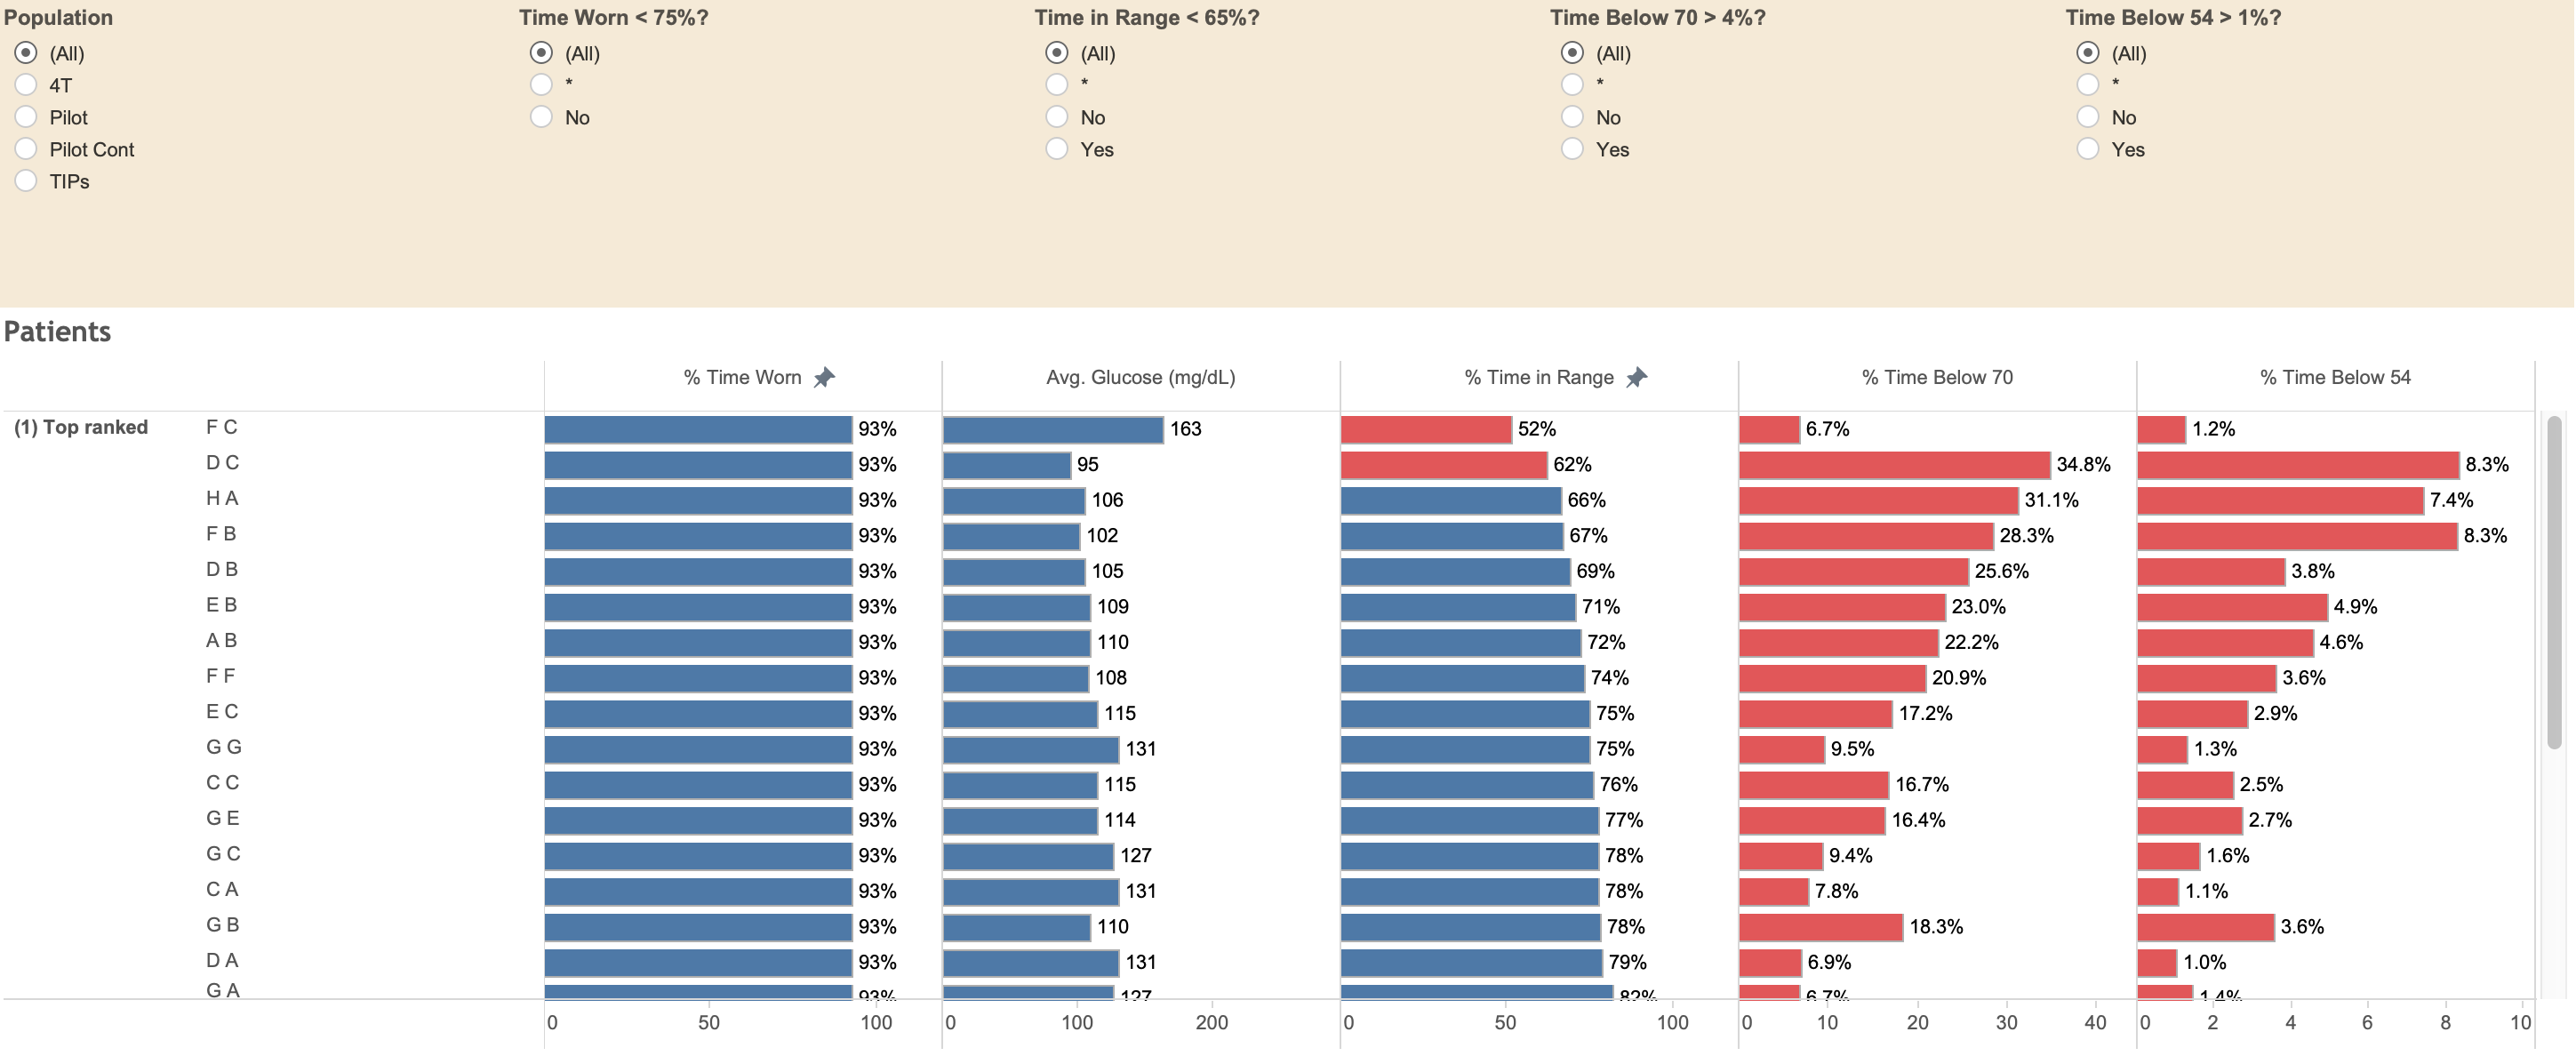 Population Time Worn < 75%? Time in Range < 65%? Time Below 70 > 4%? Time Below 54 > 1%?
(All) (All) (All) (All) (All)
4T * * * *
Pilot No No No No
Pilot Cont Yes Yes Yes
TIPs
Patients
% Time Worn Avg. Glucose (mg/dL) % Time in Range % Time Below 70 % Time Below 54
(1) Top ranked F C 93% 163 52% 6.7% 1.2%
D C 93% 95 62% 34.8% 8.3%
H A 93% 106 66% 31.1% 7.4%
F B 93% 102 67% 28.3% 8.3%
D B 93% 105 69% 25.6% 3.8%
E B 93% 109 71% 23.0% 4.9%
A B 93% 110 72% 22.2% 4.6%
F F 93% 108 74% 20.9% 3.6%
E C 93% 115 75% 17.2% 2.9%
G G 93% 131 75% 9.5% 1.3%
C C 93% 115 76% 16.7% 2.5%
G E 93% 114 77% 16.4% 2.7%
G C 93% 127 78% 9.4% 1.6%
C A 93% 131 78% 7.8% 1.1%
G B 93% 110 78% 18.3% 3.6%
D A 93% 131 79% 6.9% 1.0%
G A 93% 127 82% 6.7% 1.4%
0 50 100 0 100 200 0 50 100 0 10 20 30 40 0 2 4 6 8 10